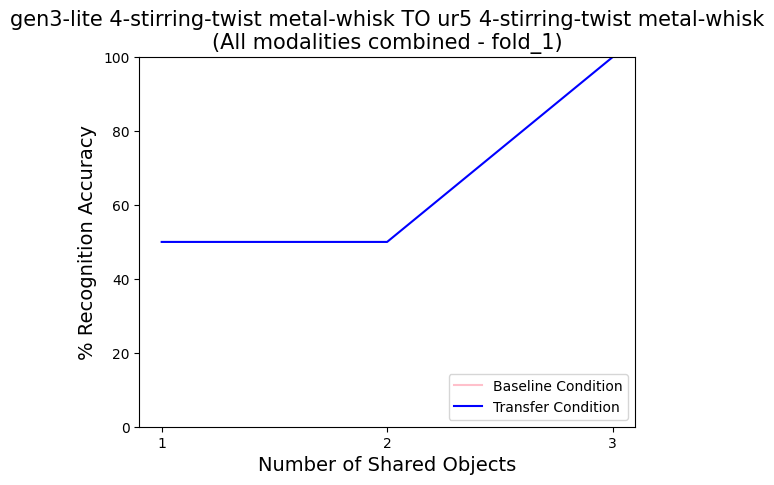 gen3-lite 4-stirring-twist metal-whisk TO ur5 4-stirring-twist metal-whisk
(All modalities combined - fold_1)
% Recognition Accuracy
100
80
60
40
20
0
Baseline Condition
Transfer Condition
1 2 3
Number of Shared Objects